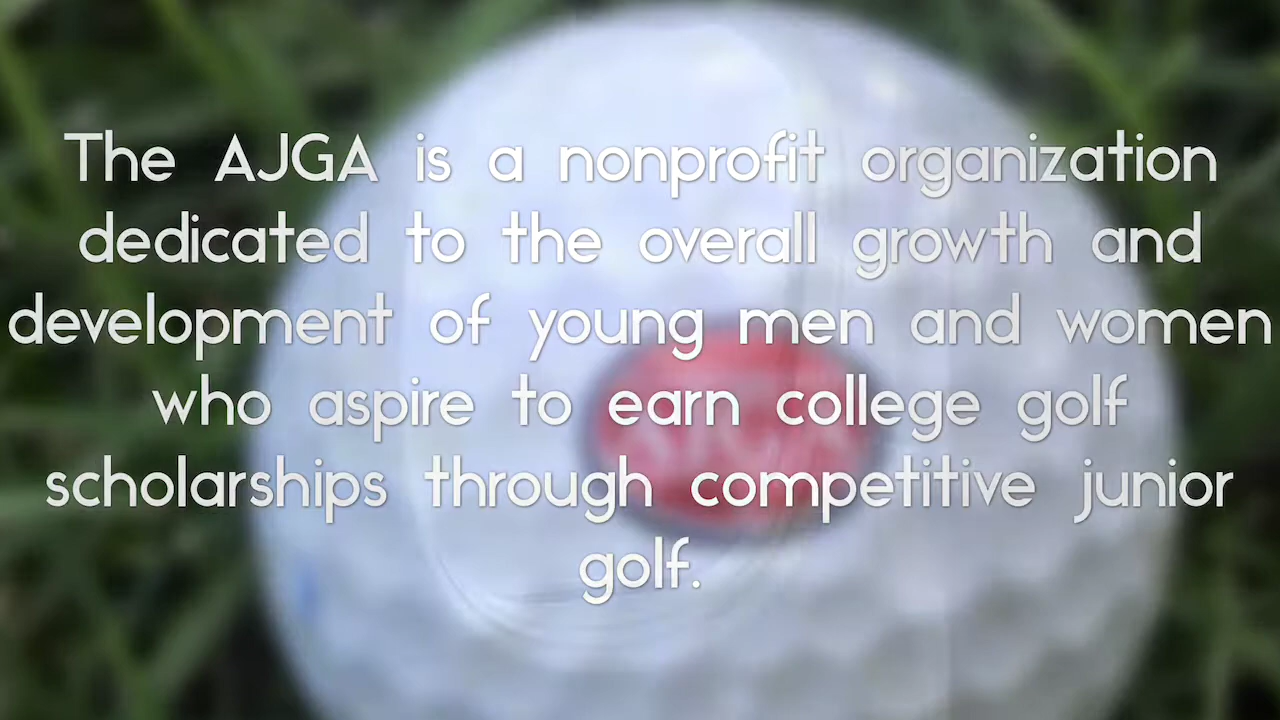 The AJGA is a nonprofit organization
dedicated to the overall growth and
development of young men and women
who aspire to earn college golf
scholarships through competitive junior
golf.